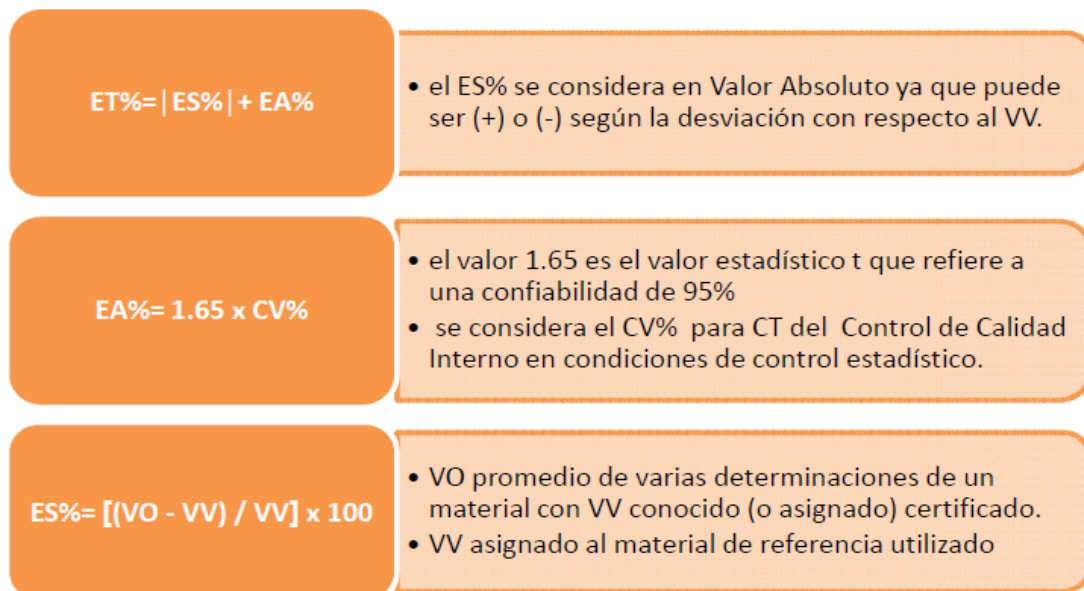 ET%=|ES%|+ EA%
• el ES% se considera en Valor Absoluto ya que puede
ser (+) o (-) según la desviación con respecto al VV.
EA%= 1.65 x CV%
• el valor 1.65 es el valor estadístico t que refiere a
una confiabilidad de 95%
• se considera el CV% para CT del Control de Calidad
Interno en condiciones de control estadístico.
ES%= [(VO - VV) / VV] x 100
• VO promedio de varias determinaciones de un
material con VV conocido (o asignado) certificado.
• VV asignado al material de referencia utilizado